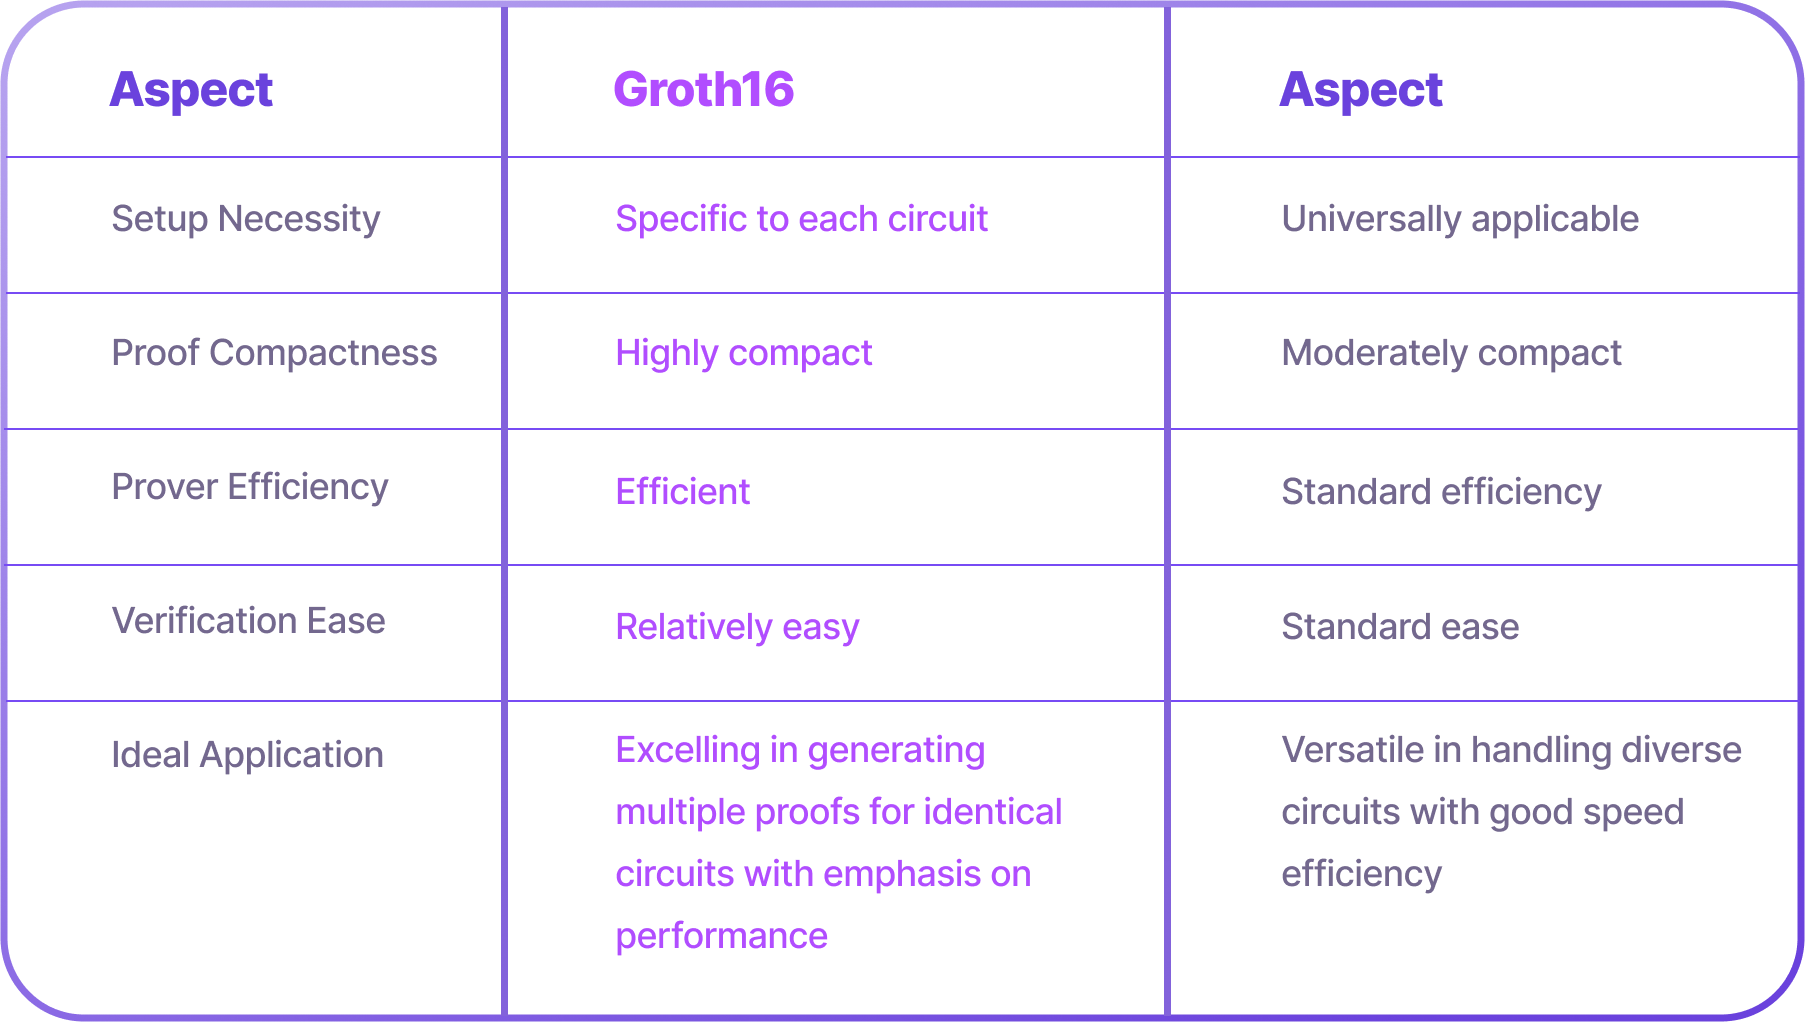 Aspect
Groth16
Aspect
Setup Necessity
Specific to each circuit
Universally applicable
Proof Compactness
Highly compact
Moderately compact
Prover Efficiency
Efficient
Standard efficiency
Verification Ease
Relatively easy
Standard ease
Ideal Application
Excelling in generating
multiple proofs for identical
circuits with emphasis on
performance
Versatile in handling diverse
circuits with good speed
efficiency